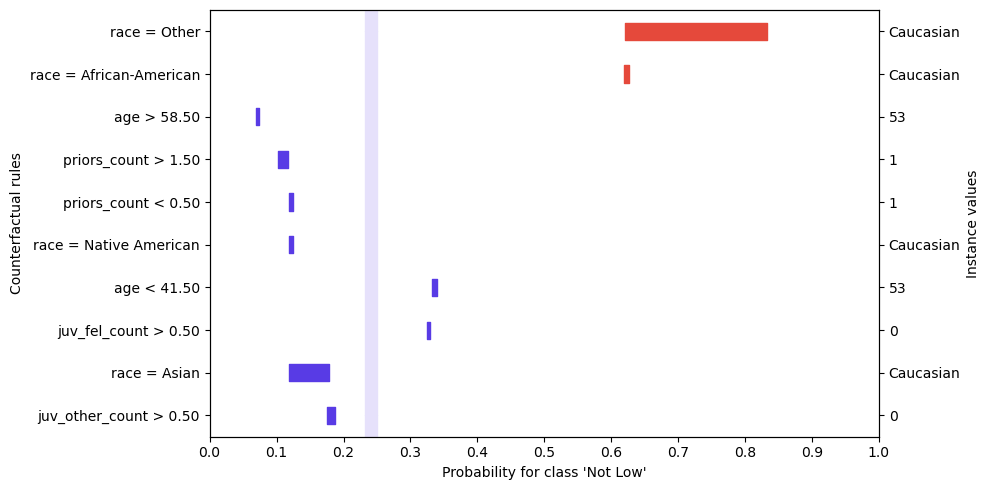 race = Other
Caucasian
race = African-American
Caucasian
age > 58.50
53
priors_count > 1.50
1
priors_count < 0.50
1
race = Native American
Caucasian
age < 41.50
53
juv_fel_count > 0.50
0
race = Asian
Caucasian
juv_other_count > 0.50
0
Counterfactual rules
Instance values
0.0 0.1 0.2 0.3 0.4 0.5 0.6 0.7 0.8 0.9 1.0
Probability for class 'Not Low'